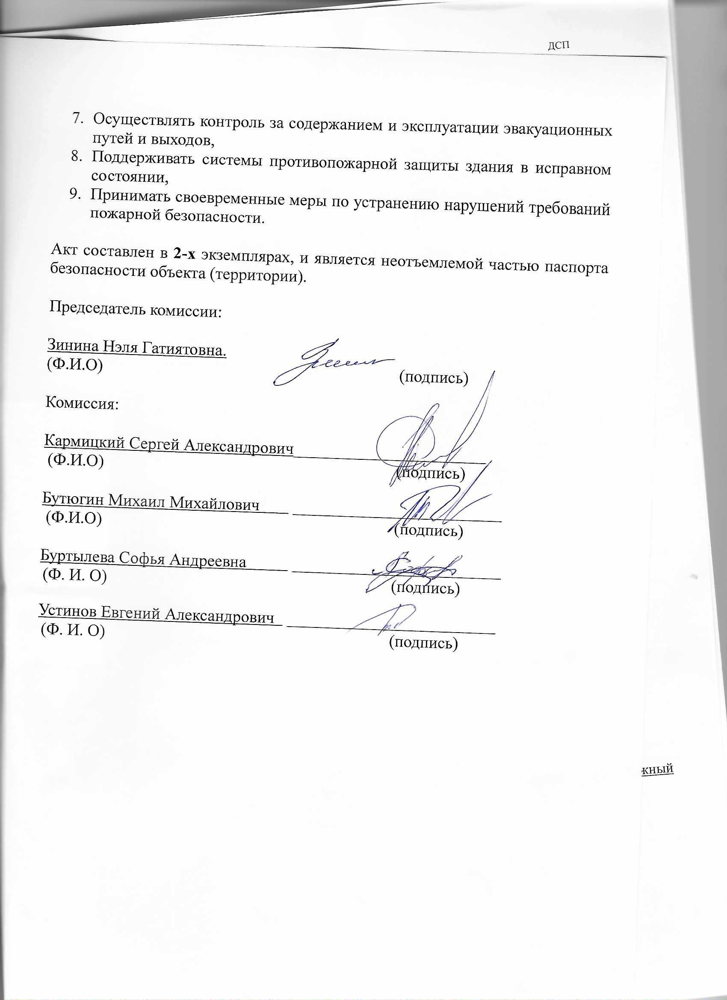 ДСП
7. Осуществлять контроль за содержанием и эксплуатации эвакуационных
путей и выходов,
8. Поддерживать системы противопожарной защиты здания в исправном
состоянии,
9. Принимать своевременные меры по устранению нарушений требований
пожарной безопасности.
Акт составлен в 2-х экземплярах, и является неотъемлемой частью паспорта
безопасности объекта (территории).
Председатель комиссии:
Зинина Нэля Гатиятовна.
(Ф.И.О)
(подпись)
Комиссия:
Кармицкий Сергей Александрович
(Ф.И.О)
(подпись)
Бутюгин Михаил Михайлович
(Ф.И.О)
(подпись)
Буртылева Софья Андреевна
(Ф. И. О)
(подпись)
Устинов Евгений Александрович
(Ф. И. О)
(подпись)
жный